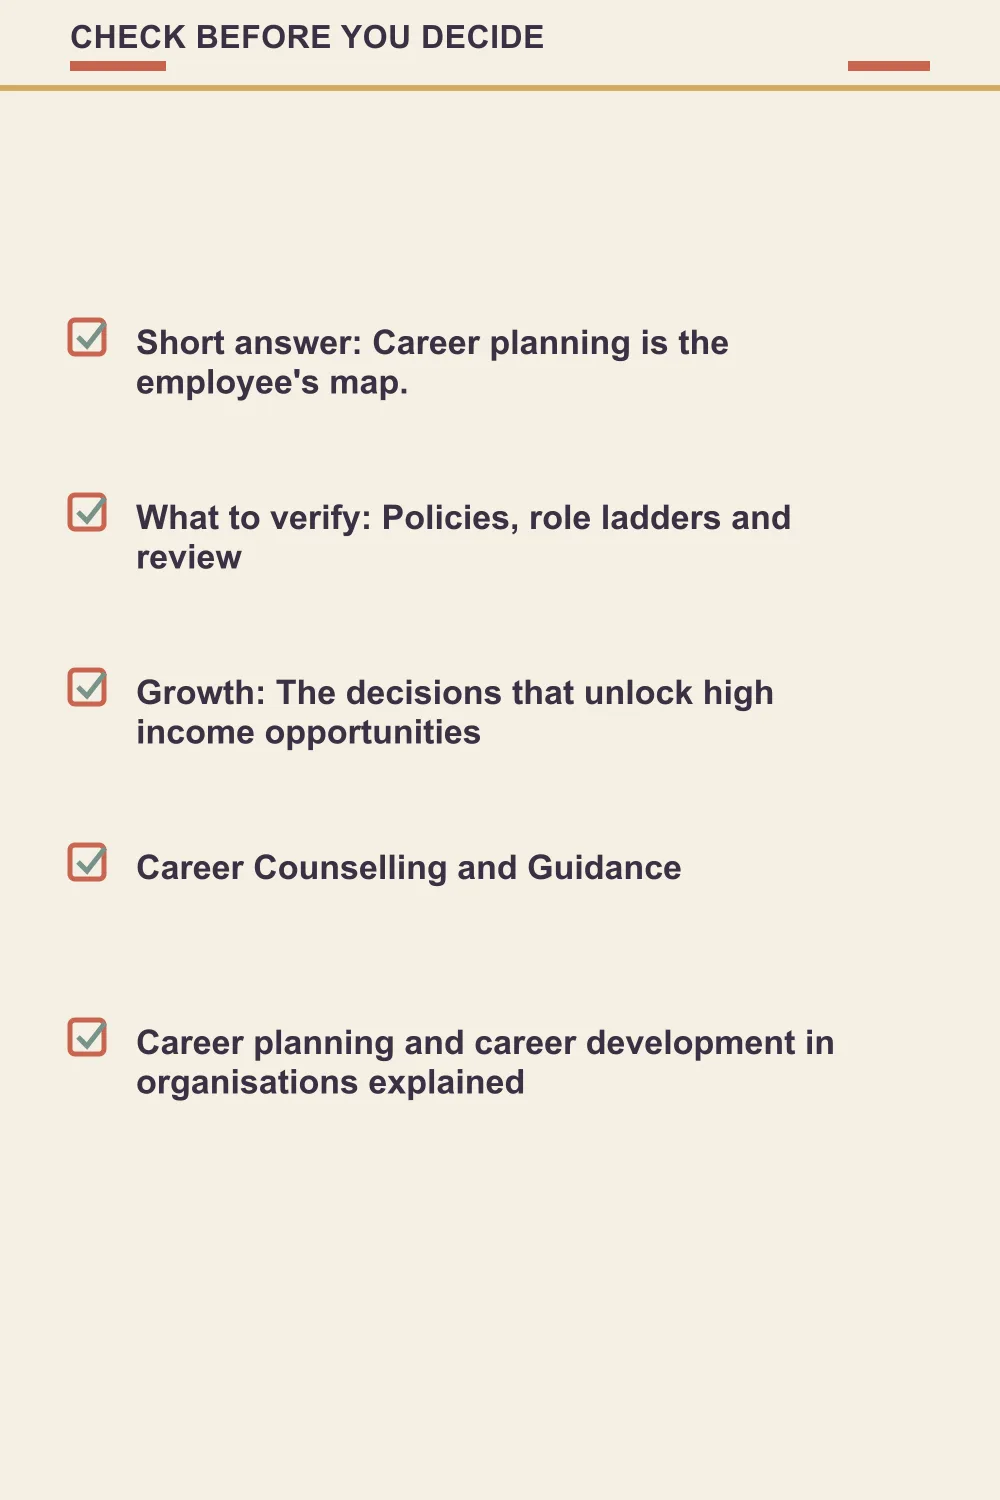 CHECK BEFORE YOU DECIDE
Short answer: Career planning is the
employee's map.
What to verify: Policies, role ladders and
review
Growth: The decisions that unlock high
income opportunities
Career Counselling and Guidance
Career planning and career development in
organisations explained